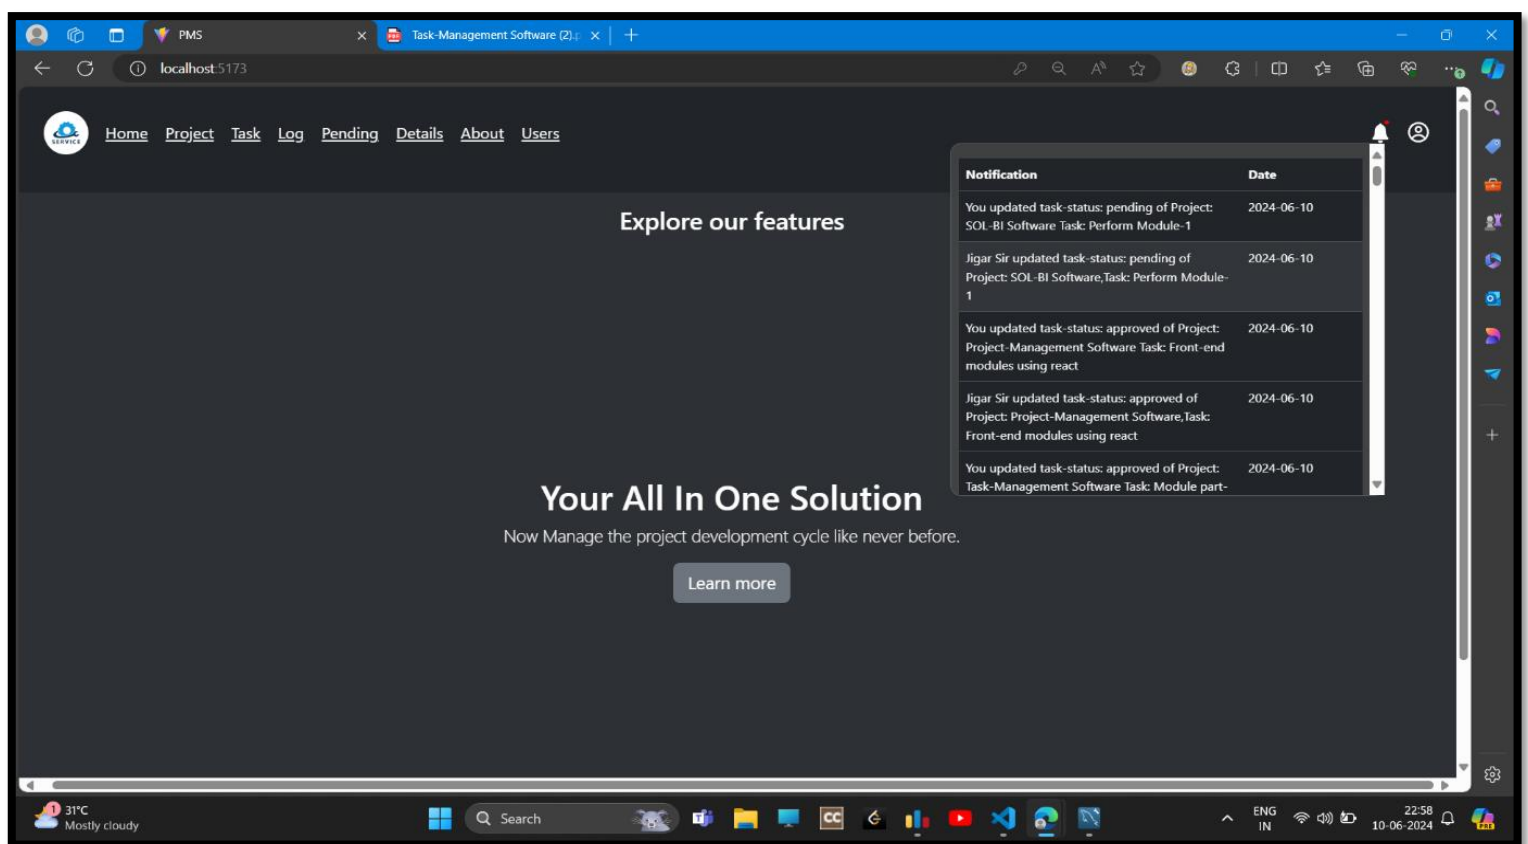 PMS
Task-Management Software (2).p
localhost:5173
SERVICE
Home Project Task Log Pending Details About Users
Notification Date
You updated task-status: pending of Project: 2024-06-10
SOL-BI Software Task: Perform Module-1
Jigar Sir updated task-status: pending of 2024-06-10
Project: SOL-BI Software,Task: Perform Module-
1
You updated task-status: approved of Project: 2024-06-10
Project-Management Software Task: Front-end
modules using react
Jigar Sir updated task-status: approved of 2024-06-10
Project: Project-Management Software,Task:
Front-end modules using react
You updated task-status: approved of Project: 2024-06-10
Task-Management Software Task: Module part-
Explore our features
Your All In One Solution
Now Manage the project development cycle like never before.
Learn more
1
31°C
Mostly cloudy
Search
CC
ENG
IN
22:58
10-06-2024
PRE